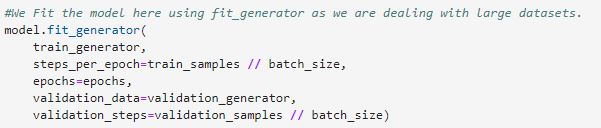 #We Fit the model here using fit_generator as we are dealing with large datasets.
model.fit_generator(
    train_generator,
    steps_per_epoch=train_samples // batch_size,
    epochs=epochs,
    validation_data=validation_generator,
    validation_steps=validation_samples // batch_size)